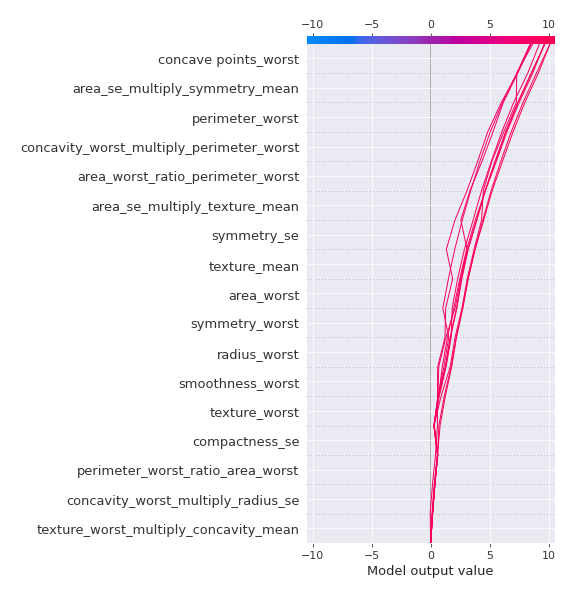 −10 −5 0 5 10
concave points_worst
area_se_multiply_symmetry_mean
perimeter_worst
concavity_worst_multiply_perimeter_worst
area_worst_ratio_perimeter_worst
area_se_multiply_texture_mean
symmetry_se
texture_mean
area_worst
symmetry_worst
radius_worst
smoothness_worst
texture_worst
compactness_se
perimeter_worst_ratio_area_worst
concavity_worst_multiply_radius_se
texture_worst_multiply_concavity_mean
−10 −5 0 5 10
Model output value